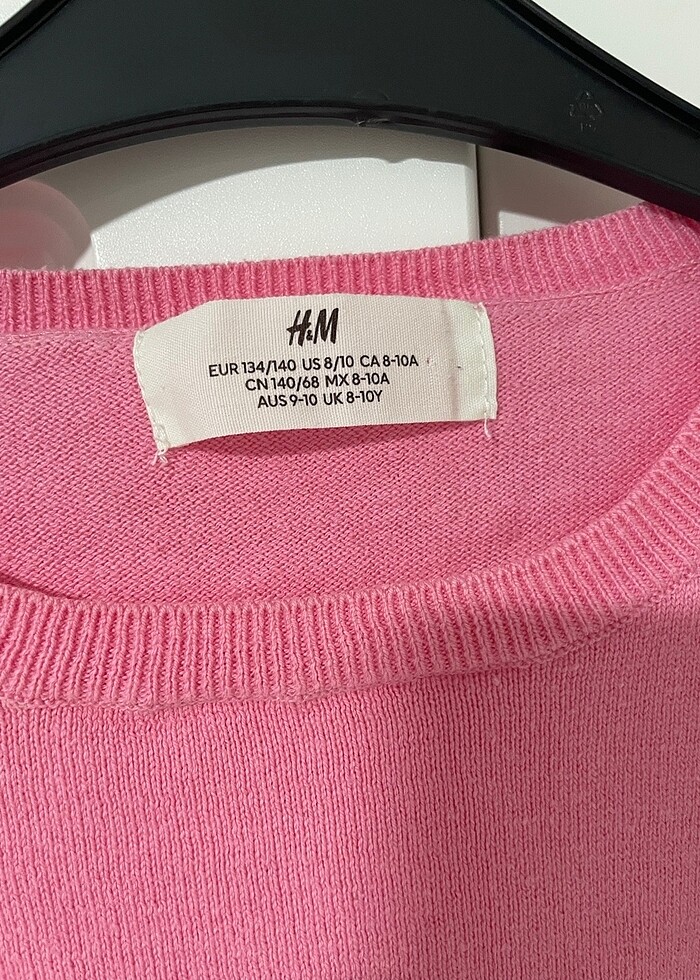 H&M
EUR 134/140 US 8/10 CA 8-10A
CN 140/68 MX 8-10A
AUS 9-10 UK 8-10Y